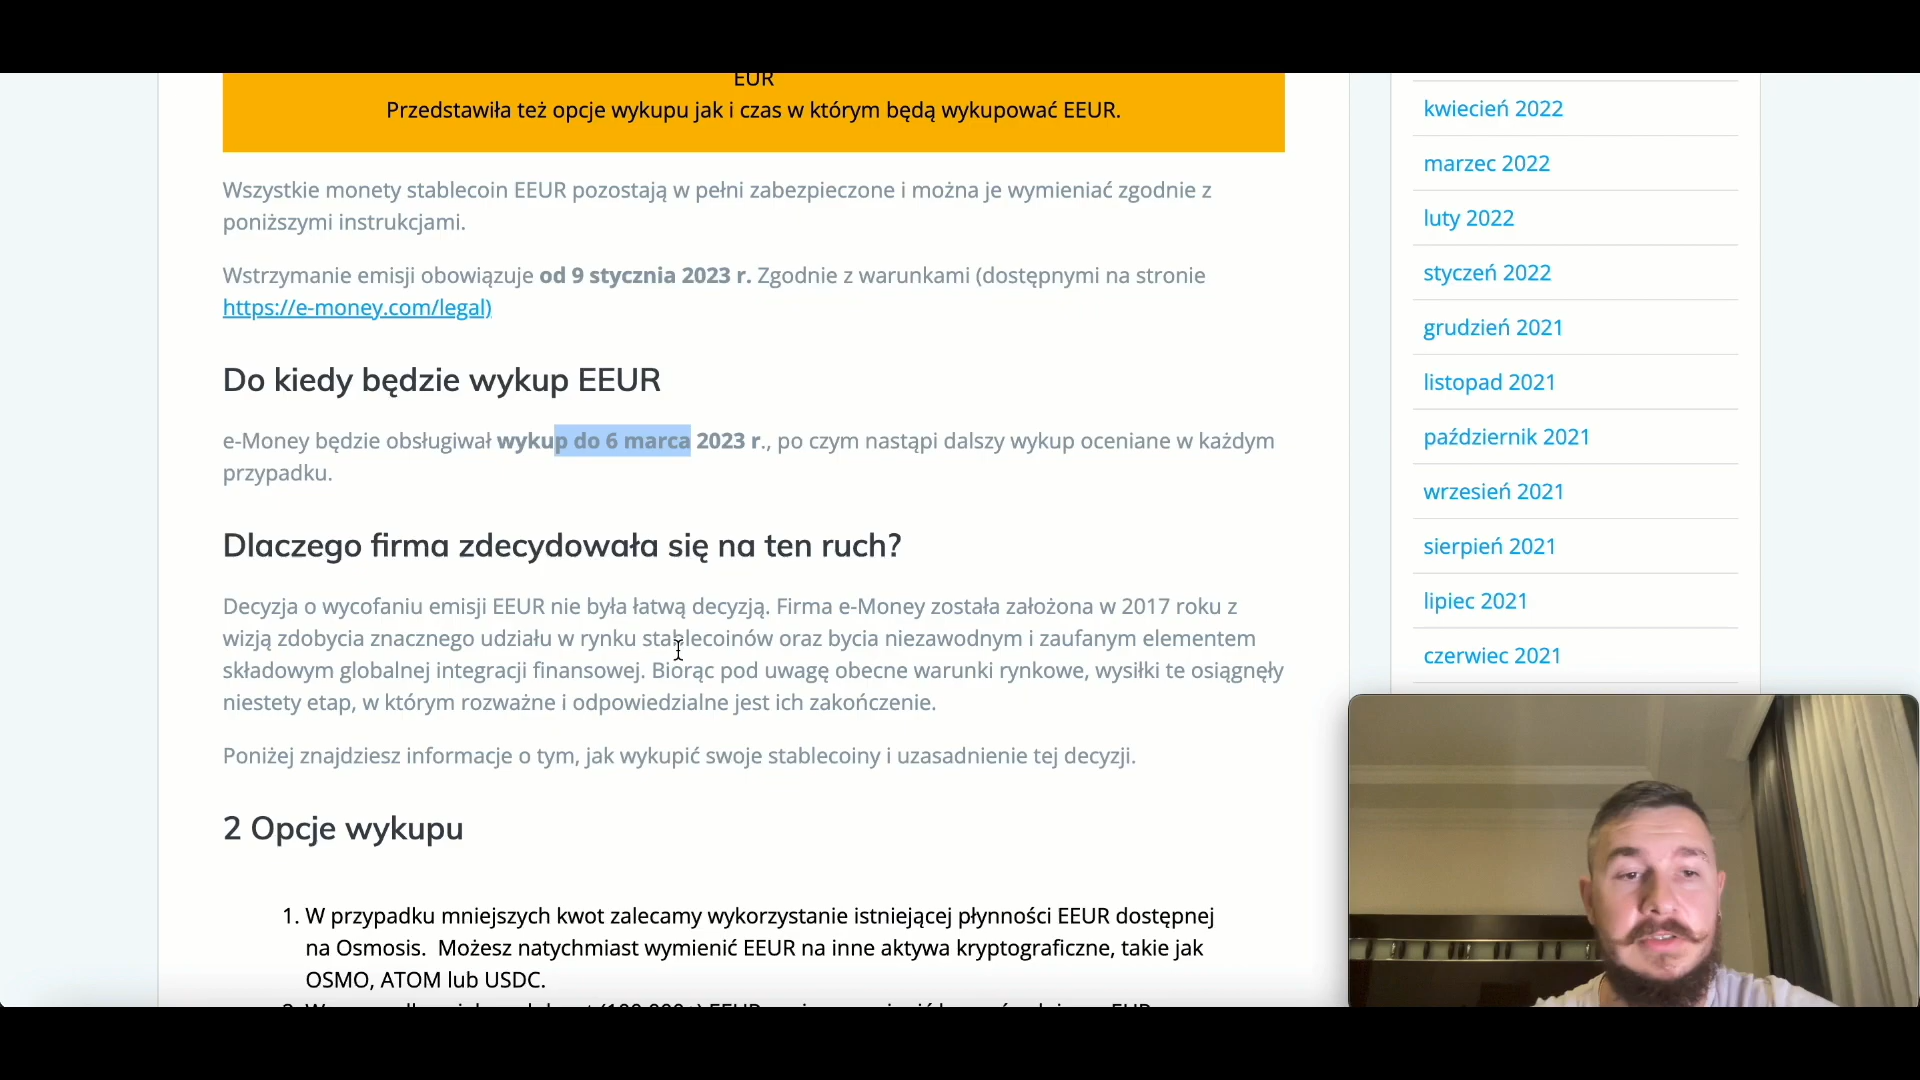 EUR
Przedstawiła też opcje wykupu jak i czas w którym będą wykupować EEUR.
Wszystkie monety stablecoin EEUR pozostają w pełni zabezpieczone i można je wymieniać zgodnie z
poniższymi instrukcjami.
Wstrzymanie emisji obowiązuje od 9 stycznia 2023 r. Zgodnie z warunkami (dostępnymi na stronie
https://e-money.com/legal)
Do kiedy będzie wykup EEUR
e-Money będzie obsługiwał wykup do 6 marca 2023 r., po czym nastąpi dalszy wykup oceniane w każdym
przypadku.
Dlaczego firma zdecydowała się na ten ruch?
Decyzja o wycofaniu emisji EEUR nie była łatwą decyzją. Firma e-Money została założona w 2017 roku z
wizją zdobycia znacznego udziału w rynku stablecoinów oraz bycia niezawodnym i zaufanym elementem
składowym globalnej integracji finansowej. Biorąc pod uwagę obecne warunki rynkowe, wysiłki te osiągnęły
niestety etap, w którym rozważne i odpowiedzialne jest ich zakończenie.
Poniżej znajdziesz informacje o tym, jak wykupić swoje stablecoiny i uzasadnienie tej decyzji.
2 Opcje wykupu
1. W przypadku mniejszych kwot zalecamy wykorzystanie istniejącej płynności EEUR dostępnej
na Osmosis. Możesz natychmiast wymienić EEUR na inne aktywa kryptograficzne, takie jak
OSMO, ATOM lub USDC.
kwiecień 2022
marzec 2022
luty 2022
styczeń 2022
grudzień 2021
listopad 2021
październik 2021
wrzesień 2021
sierpień 2021
lipiec 2021
czerwiec 2021